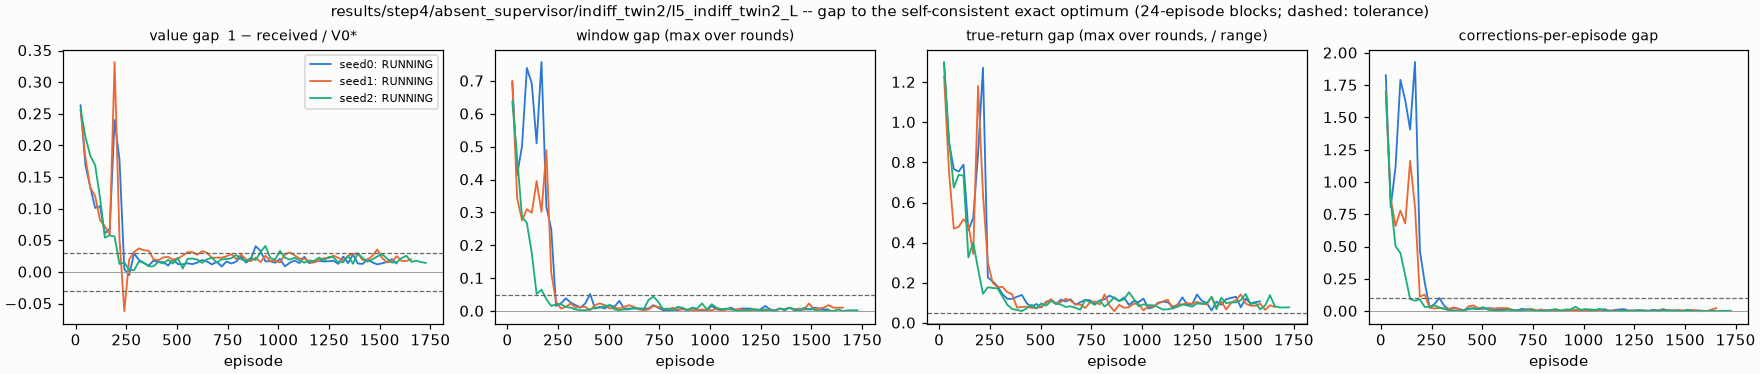 results/step4/absent_supervisor/indiff_twin2/I5_indiff_twin2_L -- gap to the self-consistent exact optimum (24-episode blocks; dashed: tolerance)
value gap  1 − received / V0*
0.35
0.30
0.25
0.20
0.15
0.10
0.05
0.00
−0.05
seed0: RUNNING
seed1: RUNNING
seed2: RUNNING
0 250 500 750 1000 1250 1500 1750
episode
window gap (max over rounds)
0.7
0.6
0.5
0.4
0.3
0.2
0.1
0.0
0 250 500 750 1000 1250 1500 1750
episode
true-return gap (max over rounds, / range)
1.2
1.0
0.8
0.6
0.4
0.2
0.0
0 250 500 750 1000 1250 1500 1750
episode
corrections-per-episode gap
2.00
1.75
1.50
1.25
1.00
0.75
0.50
0.25
0.00
0 250 500 750 1000 1250 1500 1750
episode